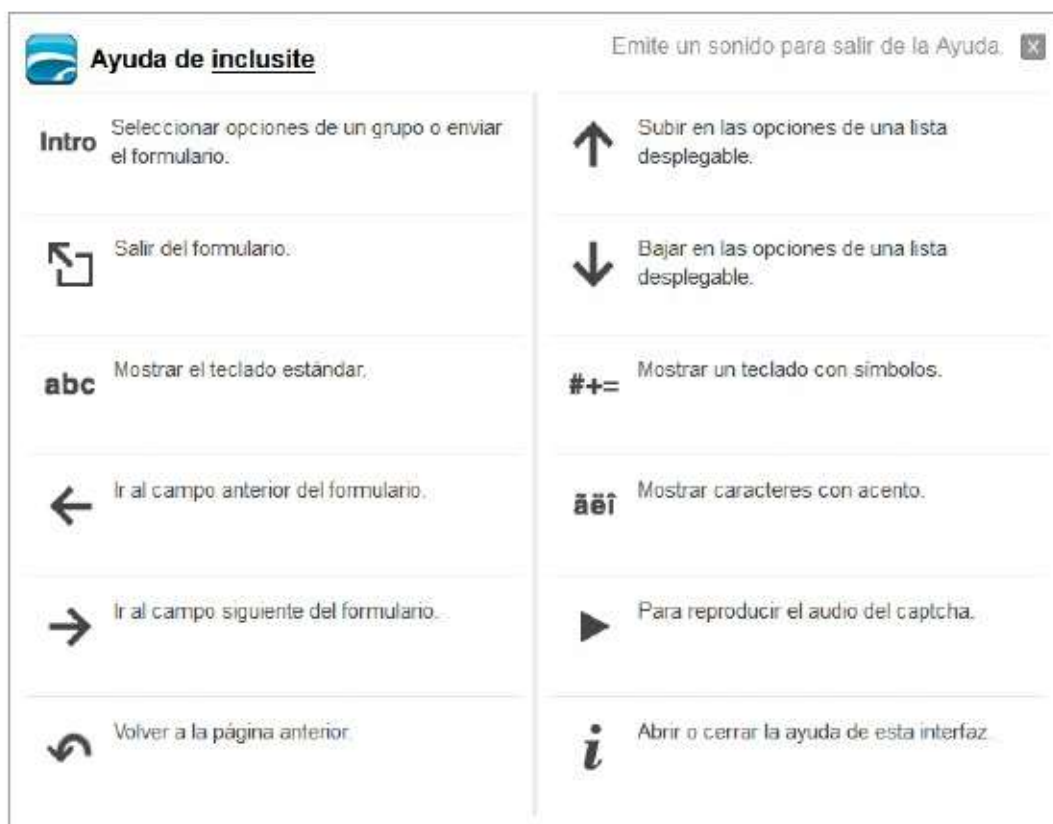 Ayuda de inclusite
Emite un sonido para salir de la Ayuda. x
Intro Seleccionar opciones de un grupo o enviar
el formulario.
Salir del formulario.
abc Mostrar el teclado estándar.
Ir al campo anterior del formulario.
Ir al campo siguiente del formulario.
Volver a la página anterior.
Subir en las opciones de una lista
desplegable.
Bajar en las opciones de una lista
desplegable.
#+= Mostrar un teclado con símbolos.
ãëî Mostrar caracteres con acento.
Para reproducir el audio del captcha.
i Abrir o cerrar la ayuda de esta interfaz.